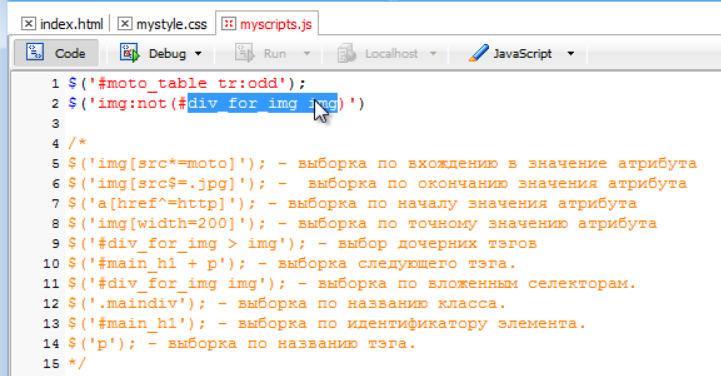 index.html mystyle.css myscripts.js
Code Debug Run Localhost JavaScript
1 $('#moto_table tr:odd');
2 $('img:not(#div_for_img img)')
3
4 /*
5 $('img[src*=moto]'); - выборка по вхождению в значение атрибута
6 $('img[src$=.jpg]'); -  выборка по окончанию значения атрибута
7 $('a[href^=http]'); - выборка по началу значения атрибута
8 $('img[width=200]'); - выборка по точному значению атрибута
9 $('#div_for_img > img'); - выбор дочерних тэгов
10 $('#main_h1 + p'); - выборка следующего тэга.
11 $('#div_for_img img'); - выборка по вложенным селекторам.
12 $('.maindiv'); - выборка по названию класса.
13 $('#main_h1'); - выборка по идентификатору элемента.
14 $('p'); - выборка по названию тэга.
15 */